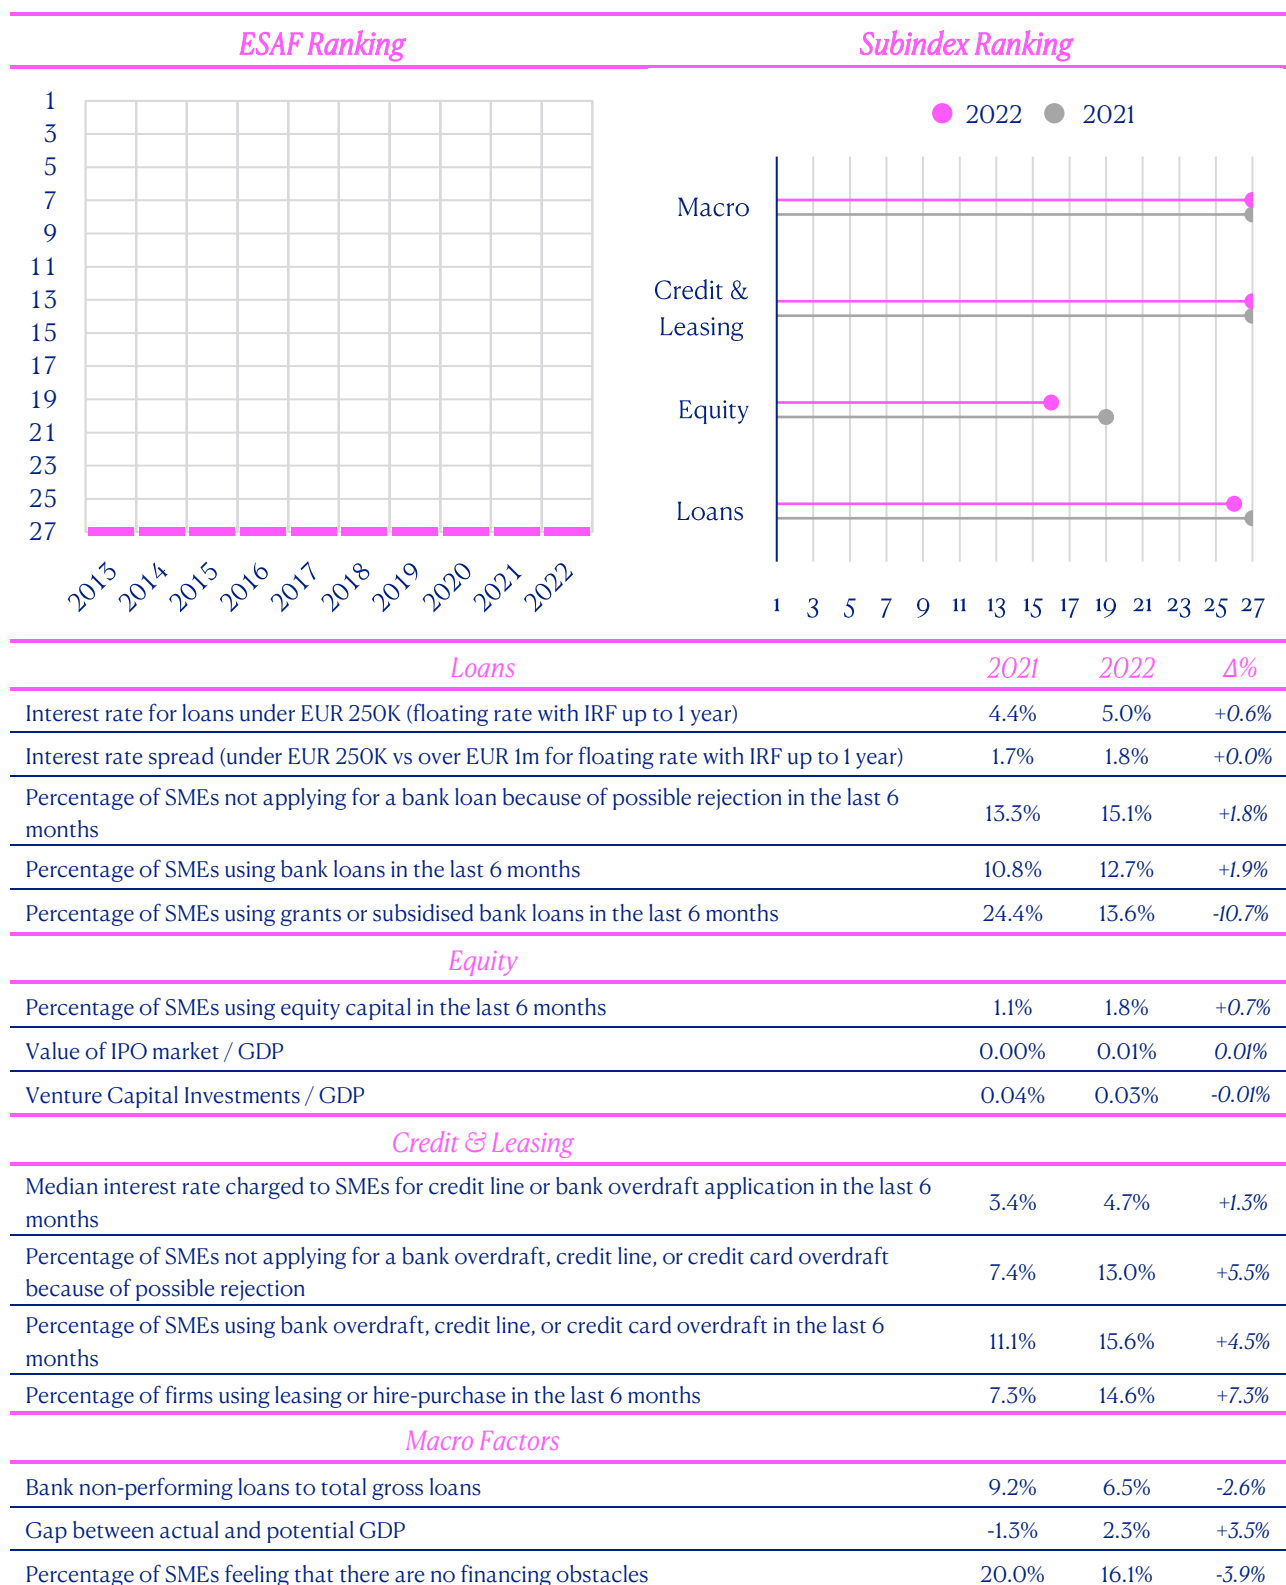 ESAF Ranking
Subindex Ranking
1
3
5
7
9
11
13
15
17
19
21
23
25
27
2013 2014 2015 2016 2017 2018 2019 2020 2021 2022
2022 2021
Macro
Credit &
Leasing
Equity
Loans
1 3 5 7 9 11 13 15 17 19 21 23 25 27
Loans 2021 2022 Δ%
Interest rate for loans under EUR 250K (floating rate with IRF up to 1 year) 4.4% 5.0% +0.6%
Interest rate spread (under EUR 250K vs over EUR 1m for floating rate with IRF up to 1 year) 1.7% 1.8% +0.0%
Percentage of SMEs not applying for a bank loan because of possible rejection in the last 6
months 13.3% 15.1% +1.8%
Percentage of SMEs using bank loans in the last 6 months 10.8% 12.7% +1.9%
Percentage of SMEs using grants or subsidised bank loans in the last 6 months 24.4% 13.6% -10.7%
Equity
Percentage of SMEs using equity capital in the last 6 months 1.1% 1.8% +0.7%
Value of IPO market / GDP 0.00% 0.01% 0.01%
Venture Capital Investments / GDP 0.04% 0.03% -0.01%
Credit & Leasing
Median interest rate charged to SMEs for credit line or bank overdraft application in the last 6
months 3.4% 4.7% +1.3%
Percentage of SMEs not applying for a bank overdraft, credit line, or credit card overdraft
because of possible rejection 7.4% 13.0% +5.5%
Percentage of SMEs using bank overdraft, credit line, or credit card overdraft in the last 6
months 11.1% 15.6% +4.5%
Percentage of firms using leasing or hire-purchase in the last 6 months 7.3% 14.6% +7.3%
Macro Factors
Bank non-performing loans to total gross loans 9.2% 6.5% -2.6%
Gap between actual and potential GDP -1.3% 2.3% +3.5%
Percentage of SMEs feeling that there are no financing obstacles 20.0% 16.1% -3.9%